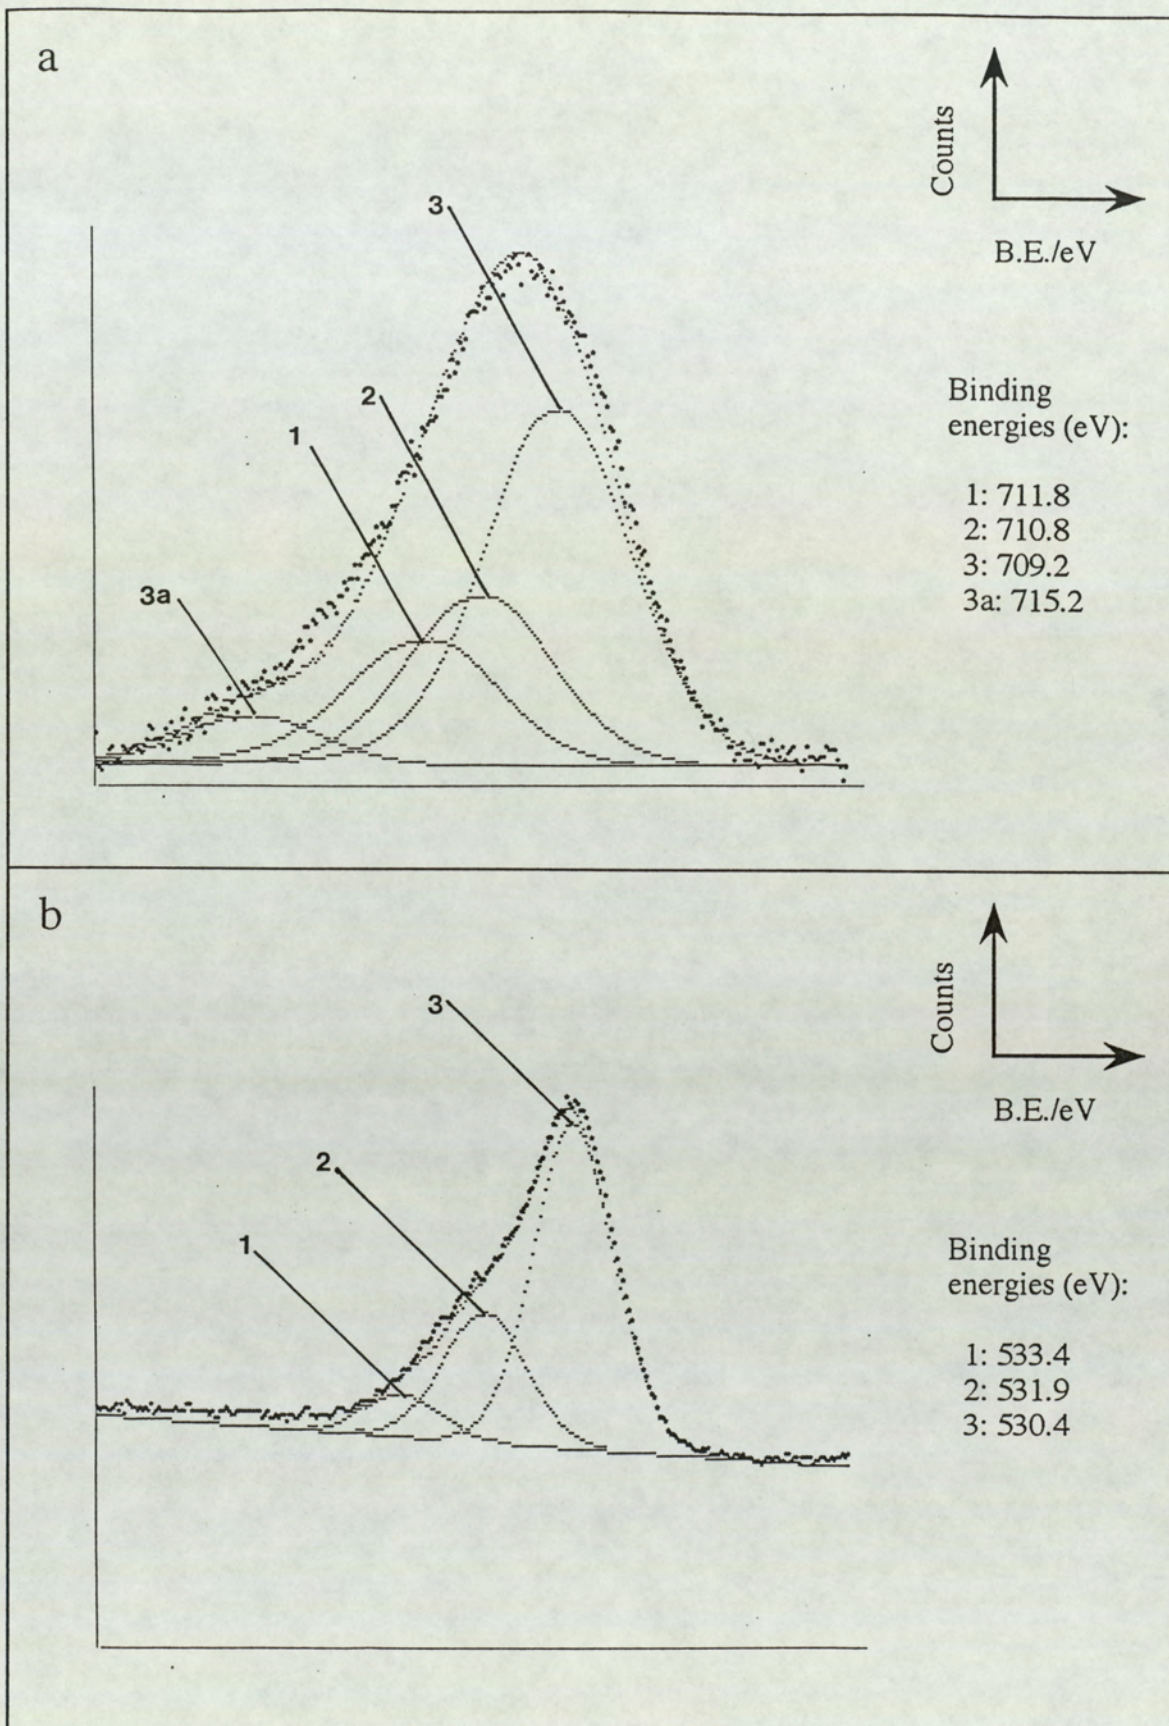 a
Counts
B.E./eV
3
2
1
3a
Binding
energies (eV):
1: 711.8
2: 710.8
3: 709.2
3a: 715.2
b
Counts
B.E./eV
3
2
1
Binding
energies (eV):
1: 533.4
2: 531.9
3: 530.4